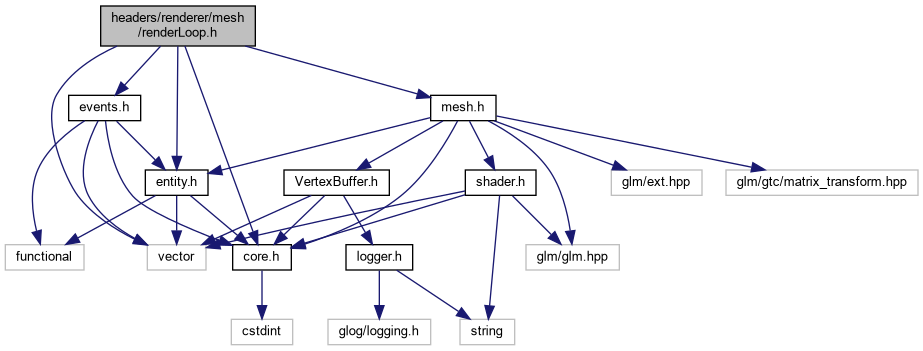 headers/renderer/mesh
/renderLoop.h
events.h
mesh.h
entity.h
VertexBuffer.h
shader.h
glm/ext.hpp
glm/gtc/matrix_transform.hpp
functional
vector
core.h
logger.h
glm/glm.hpp
cstdint
glog/logging.h
string